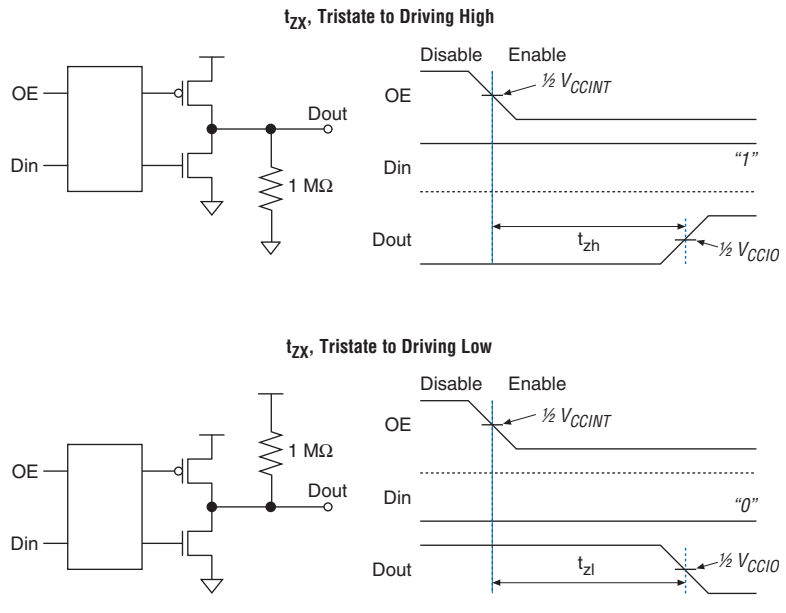 tZX, Tristate to Driving High
Disable Enable
OE
½ VCCINT
OE
Dout
Din
"1"
Din
1 MΩ
Dout
tzh
½ VCCIO
tZX, Tristate to Driving Low
Disable Enable
OE
½ VCCINT
1 MΩ
OE
Dout
Din
"0"
Din
Dout
tzl
½ VCCIO